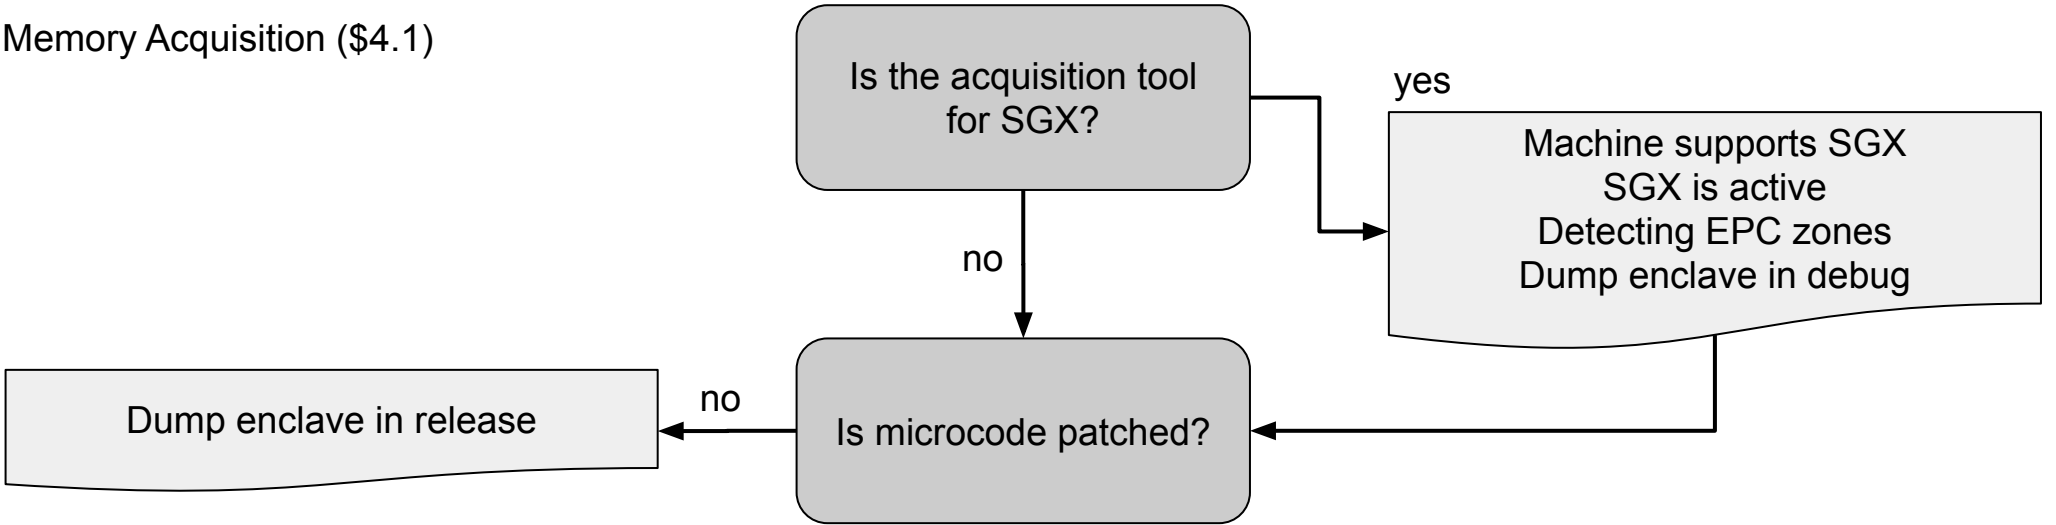 Memory Acquisition ($4.1)
Is the acquisition tool
for SGX?
yes
Machine supports SGX
SGX is active
Detecting EPC zones
Dump enclave in debug
no
Is microcode patched?
no
Dump enclave in release